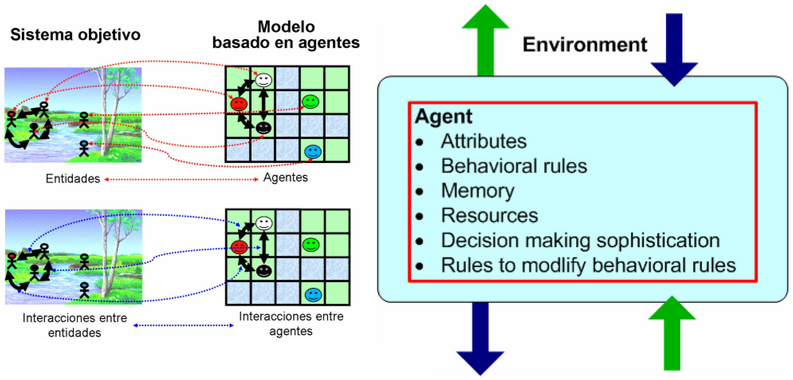 Sistema objetivo
Modelo
basado en agentes
Entidades
Agentes
Interacciones entre
entidades
Interacciones entre
agentes
Environment
Agent
• Attributes
• Behavioral rules
• Memory
• Resources
• Decision making sophistication
• Rules to modlify behavioral rules